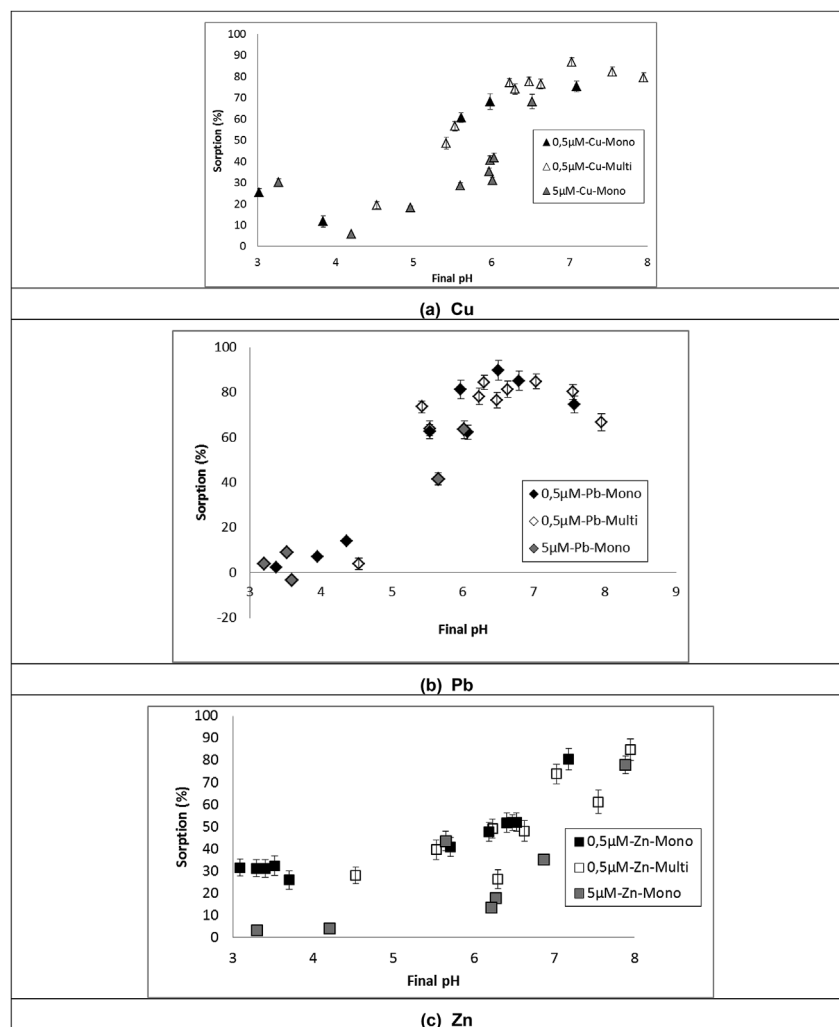 100
90
80
70
60
50
40
30
20
10
0
Sorption (%)
0,5µM-Cu-Mono
0,5µM-Cu-Multi
5µM-Cu-Mono
3 4 5 6 7 8
Final pH
(a) Cu
100
80
60
40
20
0
-20
Sorption (%)
0,5µM-Pb-Mono
0,5µM-Pb-Multi
5µM-Pb-Mono
3 4 5 6 7 8 9
Final pH
(b) Pb
100
90
80
70
60
50
40
30
20
10
0
Sorption (%)
0,5µM-Zn-Mono
0,5µM-Zn-Multi
5µM-Zn-Mono
3 4 5 6 7 8
Final pH
(c) Zn